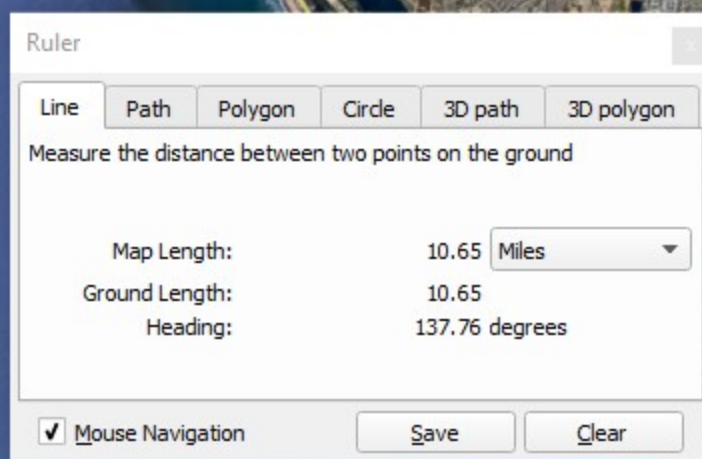 Ruler
Line Path Polygon Circle 3D path 3D polygon
Measure the distance between two points on the ground
Map Length: 10.65 Miles
Ground Length: 10.65
Heading: 137.76 degrees
Mouse Navigation Save Clear